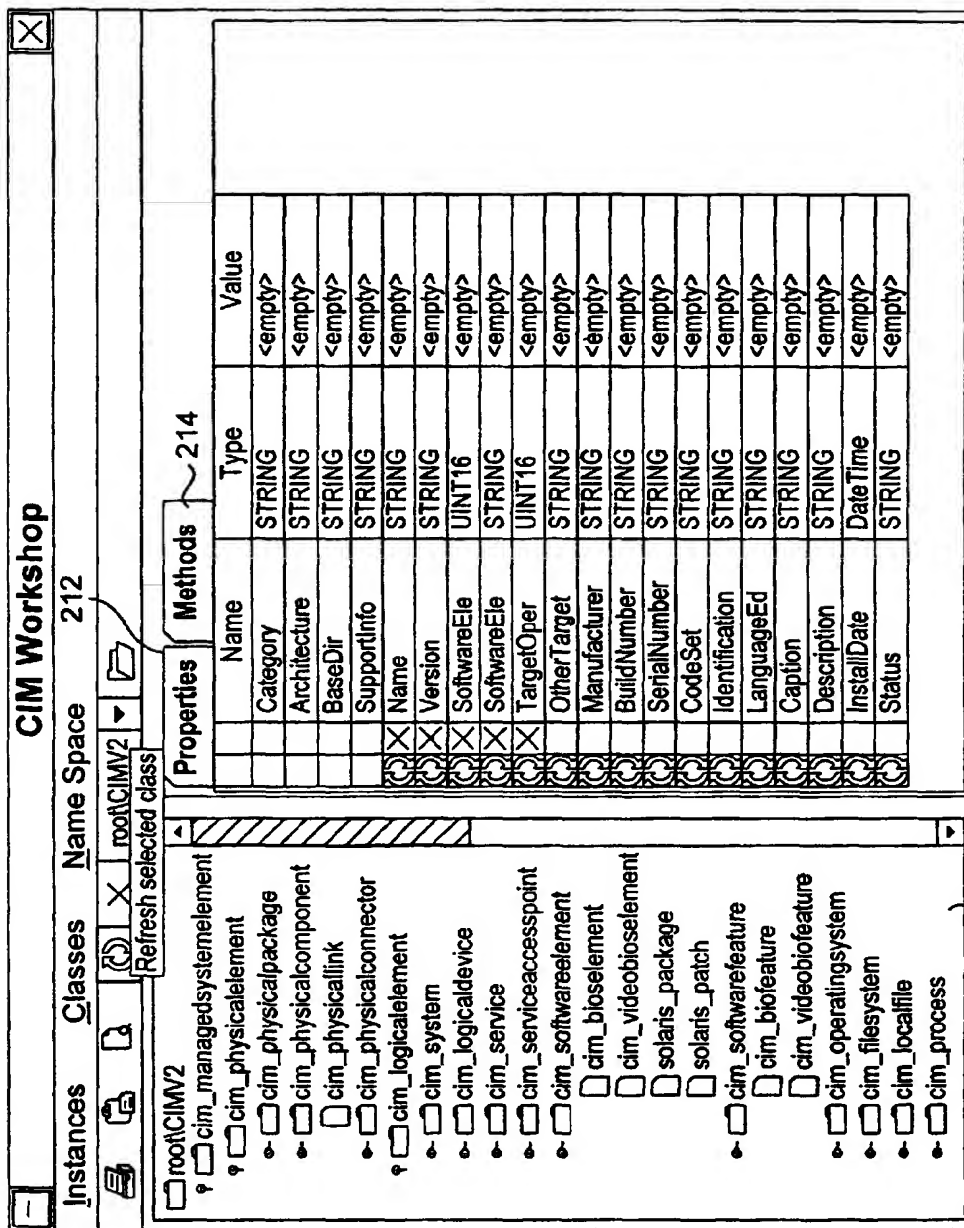 CIM Workshop
Instances Classes Name Space 212
root\CIMV2
Refresh selected class
root\CIMV2
cim_managedsystemelement
cim_physicalelement
cim_physicalpackage
cim_physicalcomponent
cim_physicallink
cim_physicalconnector
cim_logicalelement
cim_system
cim_logicaldevice
cim_service
cim_serviceaccesspoint
cim_softwareelement
cim_bioselement
cim_videobioselement
solaris_package
solaris_patch
cim_softwarefeature
cim_biofeature
cim_videobiofeature
cim_operatingsystem
cim_filesystem
cim_localfile
cim_process
Properties Methods 214
Name Type Value
Category STRING <empty>
Architecture STRING <empty>
BaseDir STRING <empty>
SupportInfo STRING <empty>
Name STRING <empty>
Version STRING <empty>
SoftwareEle UINT16 <empty>
SoftwareEle STRING <empty>
TargetOper UINT16 <empty>
OtherTarget STRING <empty>
Manufacturer STRING <empty>
BuildNumber STRING <empty>
SerialNumber STRING <empty>
CodeSet STRING <empty>
Identification STRING <empty>
LanguageEd STRING <empty>
Caption STRING <empty>
Description STRING <empty>
InstallDate DateTime <empty>
Status STRING <empty>